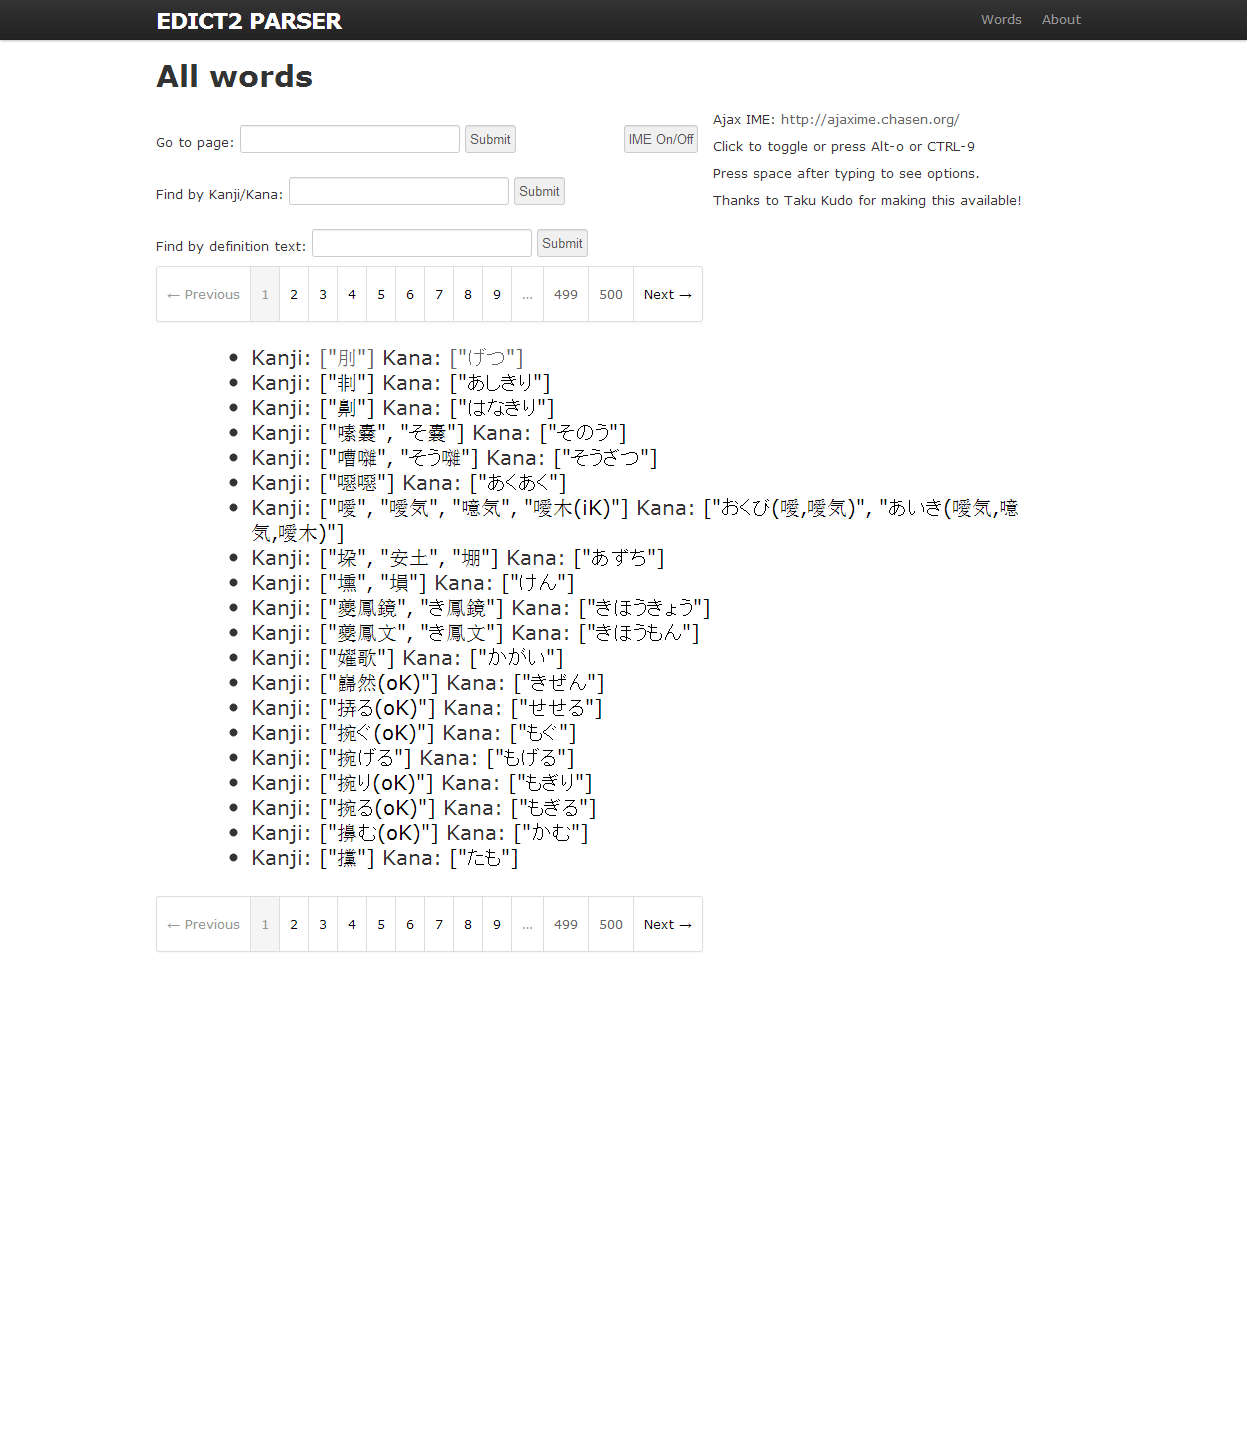 EDICT2 PARSER
Words
About
All words
Go to page:
Submit
IME On/Off
Ajax IME: http://ajaxime.chasen.org/
Click to toggle or press Alt-o or CTRL-9
Press space after typing to see options.
Thanks to Taku Kudo for making this available!
Find by Kanji/Kana:
Submit
Find by definition text:
Submit
← Previous 1 2 3 4 5 6 7 8 9 … 499 500 Next →
Kanji: ["刖"] Kana: ["げつ"]
Kanji: ["剕"] Kana: ["あしきり"]
Kanji: ["劓"] Kana: ["はなきり"]
Kanji: ["嗉嚢", "そ嚢"] Kana: ["そのう"]
Kanji: ["嘈囃", "そう囃"] Kana: ["そうざつ"]
Kanji: ["噁噁"] Kana: ["あくあく"]
Kanji: ["噯", "噯気", "噫気", "噯木(iK)"] Kana: ["おくび(噯,噯気)", "あいき(噯気,噫
気,噯木)"]
Kanji: ["垜", "安土", "堋"] Kana: ["あずち"]
Kanji: ["壎", "塤"] Kana: ["けん"]
Kanji: ["夔鳳鏡", "き鳳鏡"] Kana: ["きほうきょう"]
Kanji: ["夔鳳文", "き鳳文"] Kana: ["きほうもん"]
Kanji: ["嬥歌"] Kana: ["かがい"]
Kanji: ["巋然(oK)"] Kana: ["きぜん"]
Kanji: ["挵る(oK)"] Kana: ["せせる"]
Kanji: ["捥ぐ(oK)"] Kana: ["もぐ"]
Kanji: ["捥げる"] Kana: ["もげる"]
Kanji: ["捥り(oK)"] Kana: ["もぎり"]
Kanji: ["捥る(oK)"] Kana: ["もぎる"]
Kanji: ["擤む(oK)"] Kana: ["かむ"]
Kanji: ["攩"] Kana: ["たも"]
← Previous 1 2 3 4 5 6 7 8 9 … 499 500 Next →